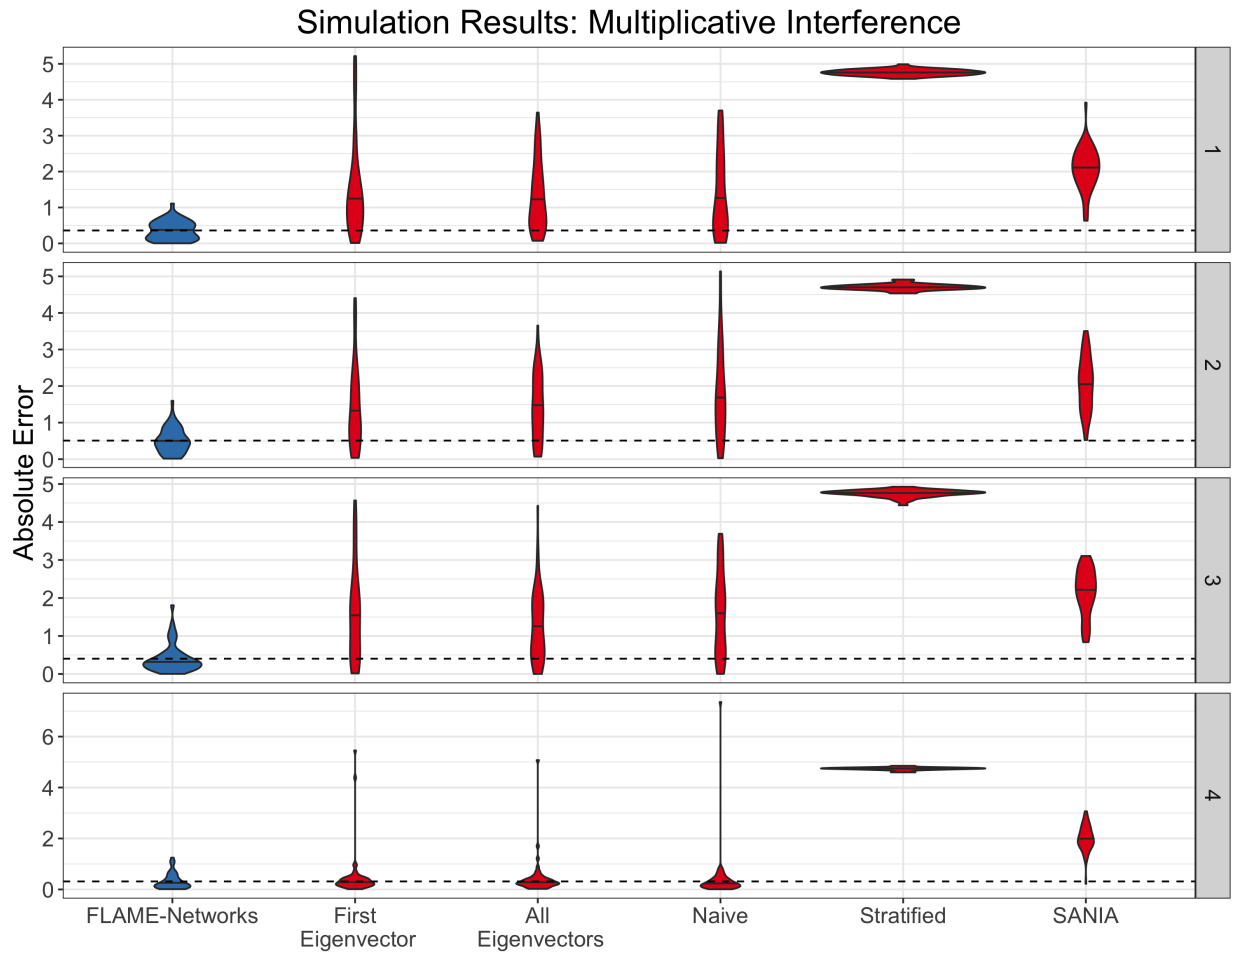 Simulation Results: Multiplicative Interference
Absolute Error
5
4
3
2
1
0
1
5
4
3
2
1
0
2
5
4
3
2
1
0
3
6
4
2
0
4
FLAME-Networks
First
Eigenvector
All
Eigenvectors
Naive
Stratified
SANIA